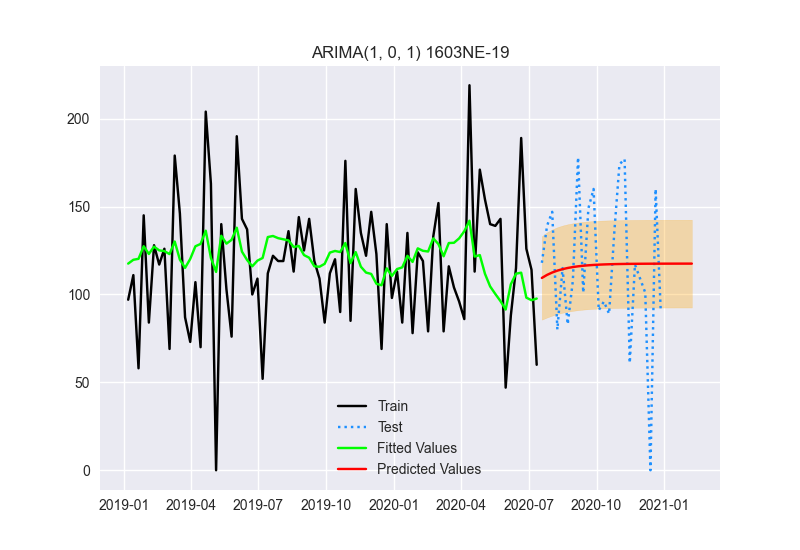 ARIMA(1, 0, 1) 1603NE-19
200
150
100
50
0
Train
Test
Fitted Values
Predicted Values
2019-01 2019-04 2019-07 2019-10 2020-01 2020-04 2020-07 2020-10 2021-01